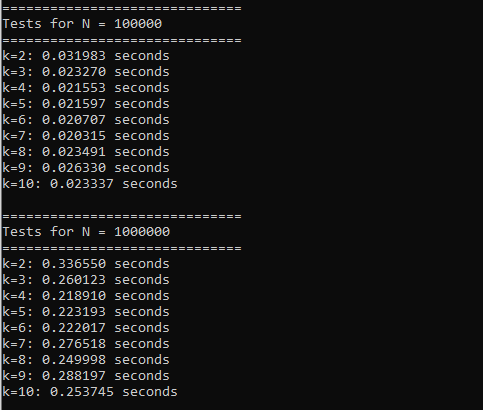 ==============================
Tests for N = 100000
==============================
k=2: 0.031983 seconds
k=3: 0.023270 seconds
k=4: 0.021553 seconds
k=5: 0.021597 seconds
k=6: 0.020707 seconds
k=7: 0.020315 seconds
k=8: 0.023491 seconds
k=9: 0.026330 seconds
k=10: 0.023337 seconds
==============================
Tests for N = 1000000
==============================
k=2: 0.336550 seconds
k=3: 0.260123 seconds
k=4: 0.218910 seconds
k=5: 0.223193 seconds
k=6: 0.222017 seconds
k=7: 0.276518 seconds
k=8: 0.249998 seconds
k=9: 0.288197 seconds
k=10: 0.253745 seconds